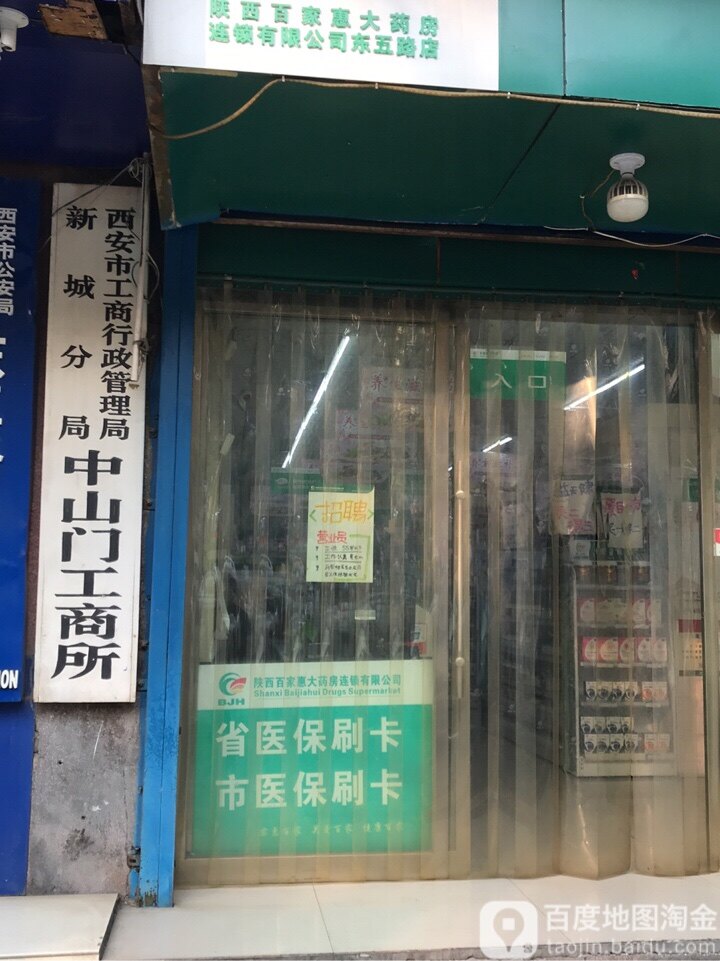 陕西百家惠大药房
连锁有限公司东五路店
西安市公安局
西安市工商行政管理局
新城分局
中山门工商所
ION
入口
招聘
营业员
陕西百家惠大药房连锁有限公司
Shanxi Baijiahui Drugs Supermarket
BJH
省医保刷卡
市医保刷卡
百度地图淘金
taojin.baidu.com